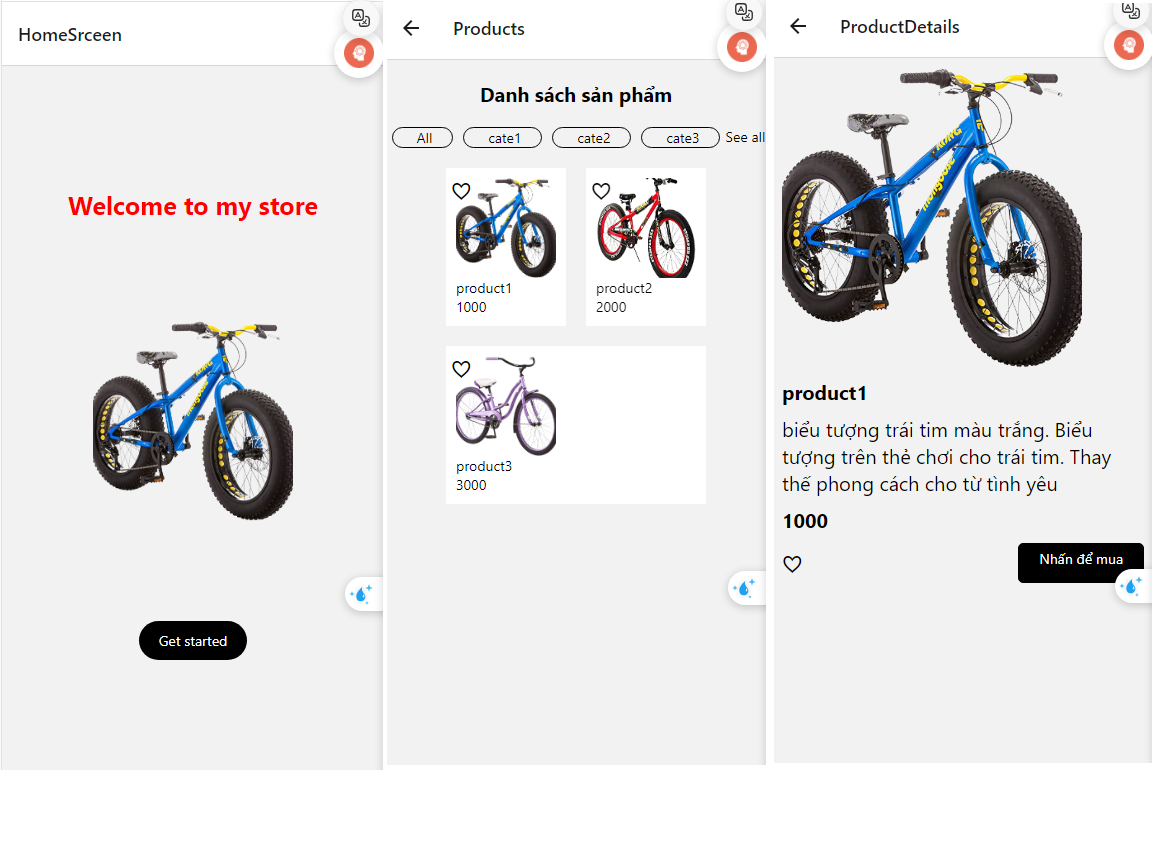 HomeSrceen
Welcome to my store
Get started
Products
Danh sách sản phẩm
All cate1 cate2 cate3 See all
product1 product2
1000 2000
product3
3000
ProductDetails
product1
biểu tượng trái tim màu trắng. Biểu
tượng trên thẻ chơi cho trái tim. Thay
thế phong cách cho từ tình yêu
1000
Nhấn để mua